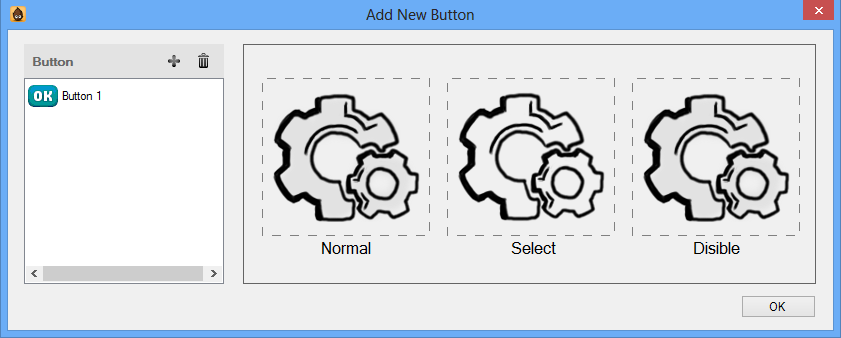 Add New Button
Button
OK Button 1
Normal
Select
Disible
OK